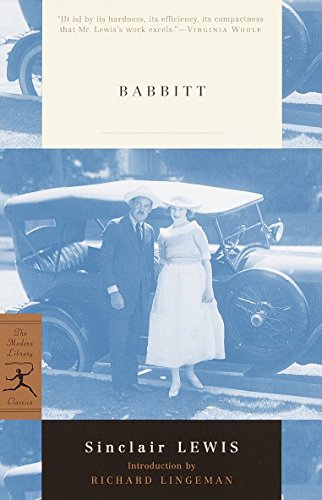 "[It is] by its hardness, its efficiency, its compactness
that Mr. Lewis's work excels."—VIRGINIA WOOLF
BABBITT
The
Modern Library
Classics
Sinclair LEWIS
Introduction by
RICHARD LINGEMAN